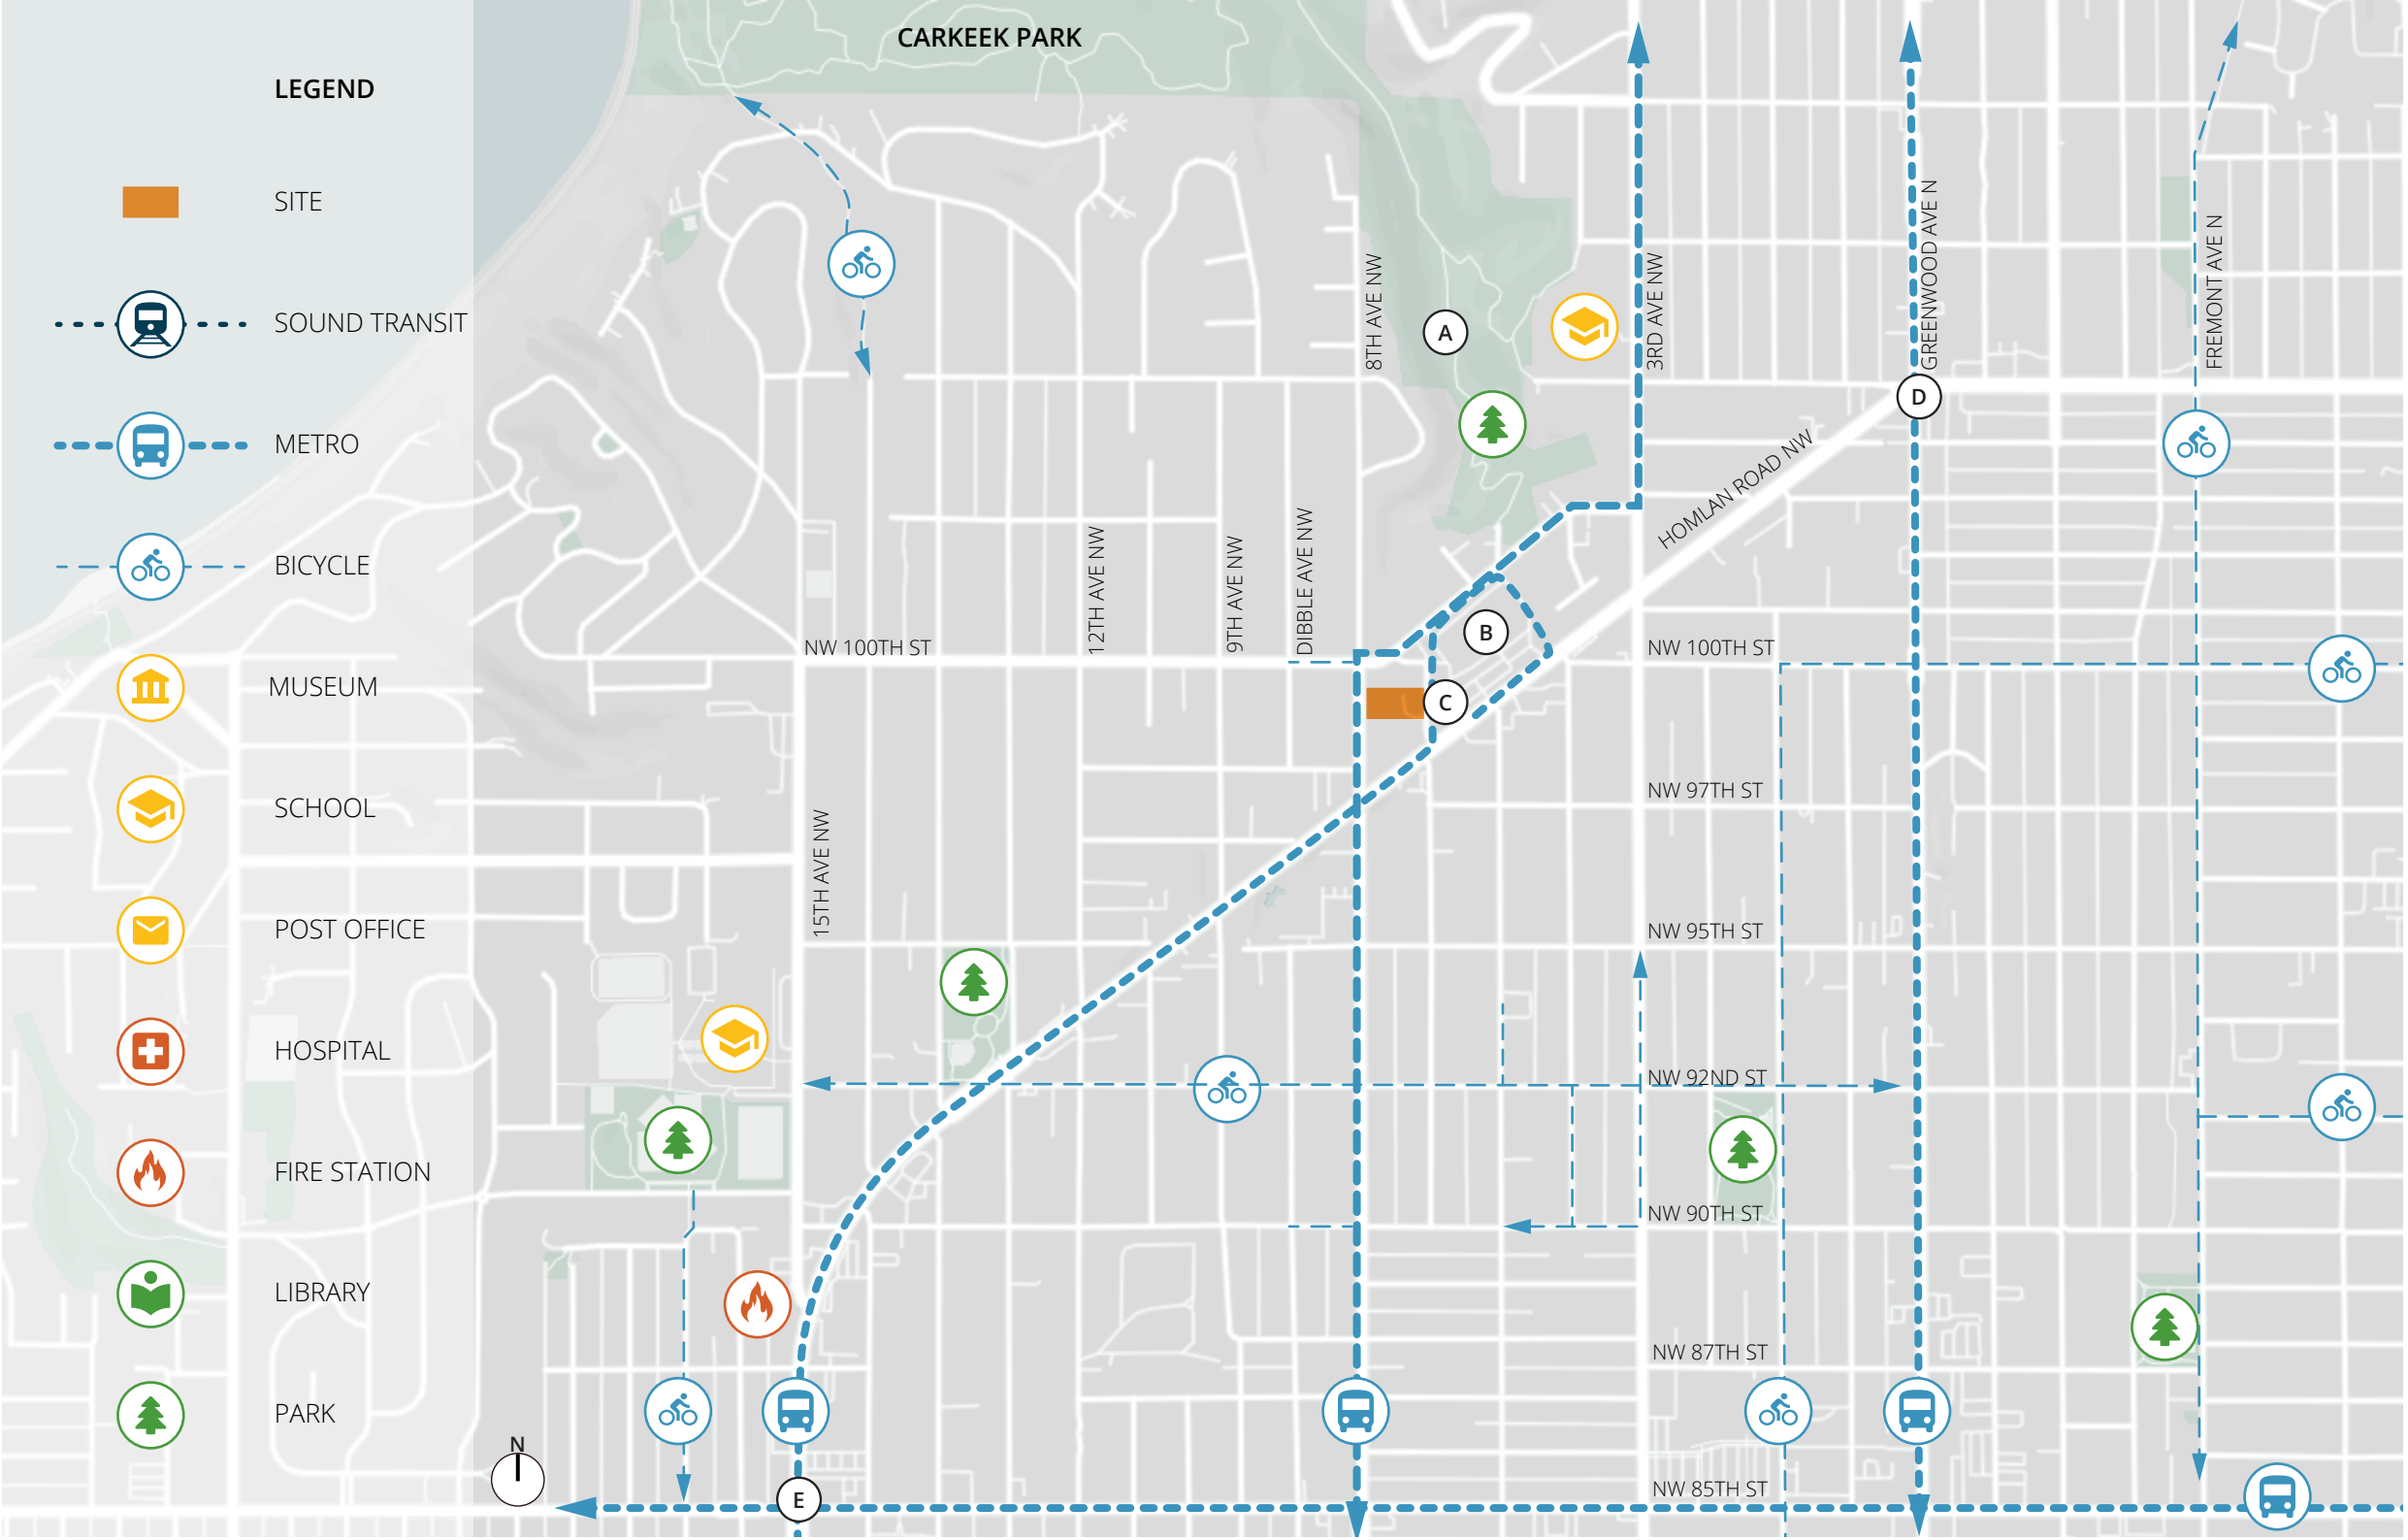 CARKEEK PARK
LEGEND
SITE
SOUND TRANSIT
METRO
BICYCLE
MUSEUM
SCHOOL
POST OFFICE
HOSPITAL
FIRE STATION
LIBRARY
PARK
N
8TH AVE NW
A
3RD AVE NW
GREENWOOD AVE N
FREMONT AVE N
D
HOMLAN ROAD NW
12TH AVE NW
9TH AVE NW
DIBBLE AVE NW
B
NW 100TH ST
NW 100TH ST
C
NW 97TH ST
15TH AVE NW
NW 95TH ST
NW 92ND ST
NW 90TH ST
NW 87TH ST
NW 85TH ST
E